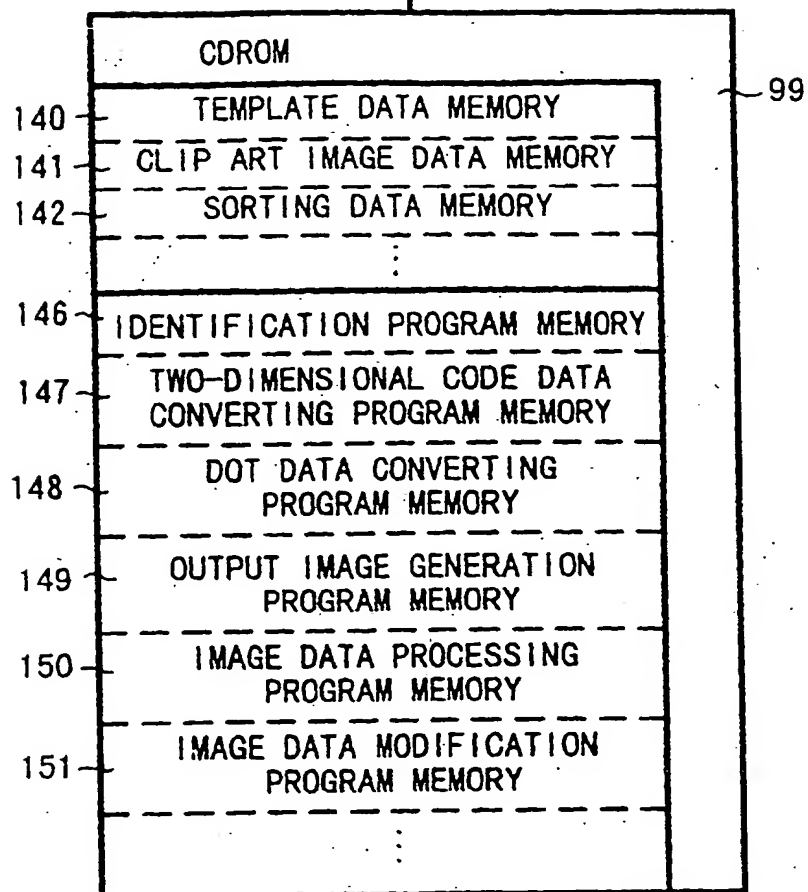 CDROM
99
140 TEMPLATE DATA MEMORY
141 CLIP ART IMAGE DATA MEMORY
142 SORTING DATA MEMORY
146 IDENTIFICATION PROGRAM MEMORY
TWO-DIMENSIONAL CODE DATA
147 CONVERTING PROGRAM MEMORY
DOT DATA CONVERTING
148 PROGRAM MEMORY
OUTPUT IMAGE GENERATION
149 PROGRAM MEMORY
150 IMAGE DATA PROCESSING
PROGRAM MEMORY
IMAGE DATA MODIFICATION
151 PROGRAM MEMORY